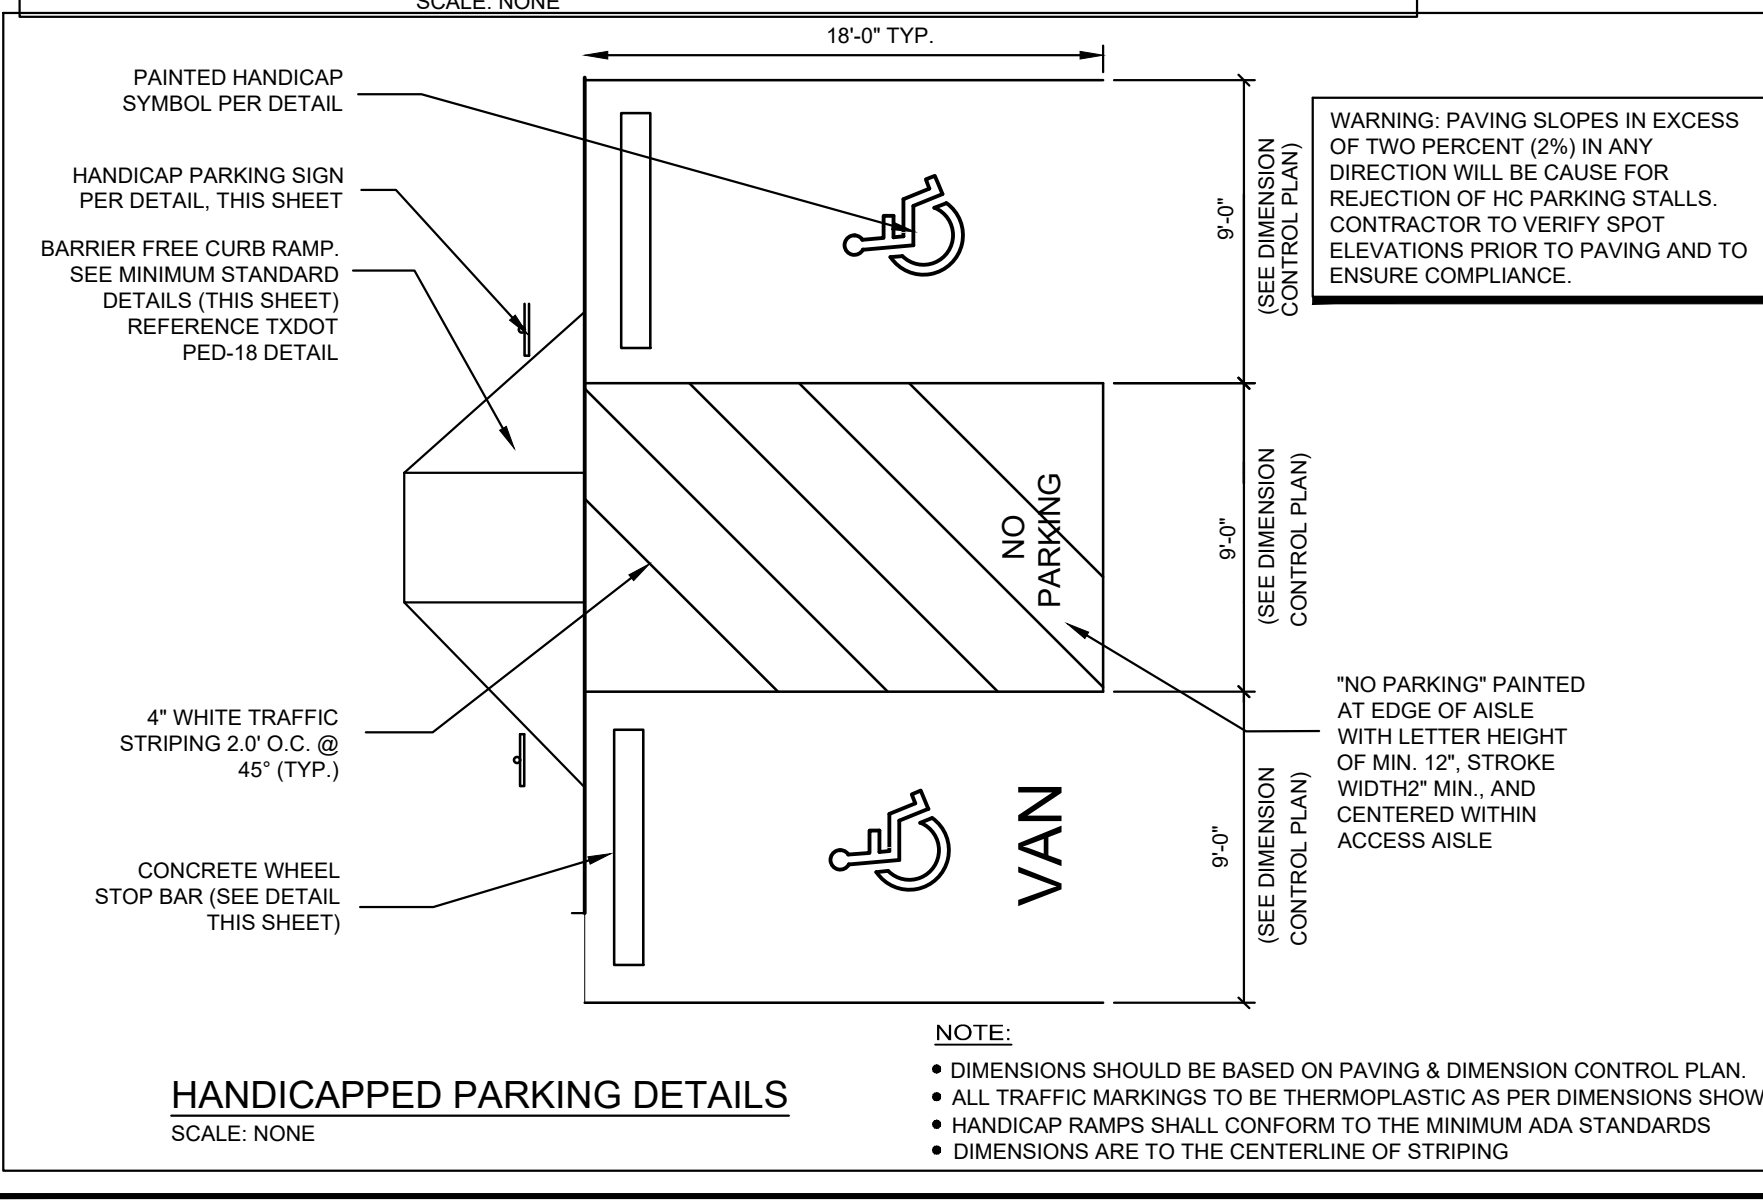 SCALE: NONE
18'-0" TYP.
PAINTED HANDICAP
SYMBOL PER DETAIL
HANDICAP PARKING SIGN
PER DETAIL, THIS SHEET
BARRIER FREE CURB RAMP.
SEE MINIMUM STANDARD
DETAILS (THIS SHEET)
REFERENCE TXDOT
PED-18 DETAIL
4" WHITE TRAFFIC
STRIPING 2.0' O.C. @
45° (TYP.)
CONCRETE WHEEL
STOP BAR (SEE DETAIL
THIS SHEET)
NO
PARKING
VAN
9'-0"
(SEE DIMENSION
CONTROL PLAN)
9'-0"
(SEE DIMENSION
CONTROL PLAN)
9'-0"
(SEE DIMENSION
CONTROL PLAN)
WARNING: PAVING SLOPES IN EXCESS
OF TWO PERCENT (2%) IN ANY
DIRECTION WILL BE CAUSE FOR
REJECTION OF HC PARKING STALLS.
CONTRACTOR TO VERIFY SPOT
ELEVATIONS PRIOR TO PAVING AND TO
ENSURE COMPLIANCE.
"NO PARKING" PAINTED
AT EDGE OF AISLE
WITH LETTER HEIGHT
OF MIN. 12", STROKE
WIDTH2" MIN., AND
CENTERED WITHIN
ACCESS AISLE
HANDICAPPED PARKING DETAILS
SCALE: NONE
NOTE:
• DIMENSIONS SHOULD BE BASED ON PAVING & DIMENSION CONTROL PLAN.
• ALL TRAFFIC MARKINGS TO BE THERMOPLASTIC AS PER DIMENSIONS SHOW
• HANDICAP RAMPS SHALL CONFORM TO THE MINIMUM ADA STANDARDS
• DIMENSIONS ARE TO THE CENTERLINE OF STRIPING